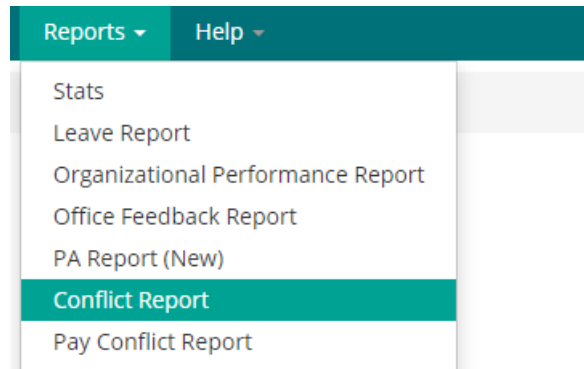 Reports Help
Stats
Leave Report
Organizational Performance Report
Office Feedback Report
PA Report (New)
Conflict Report
Pay Conflict Report